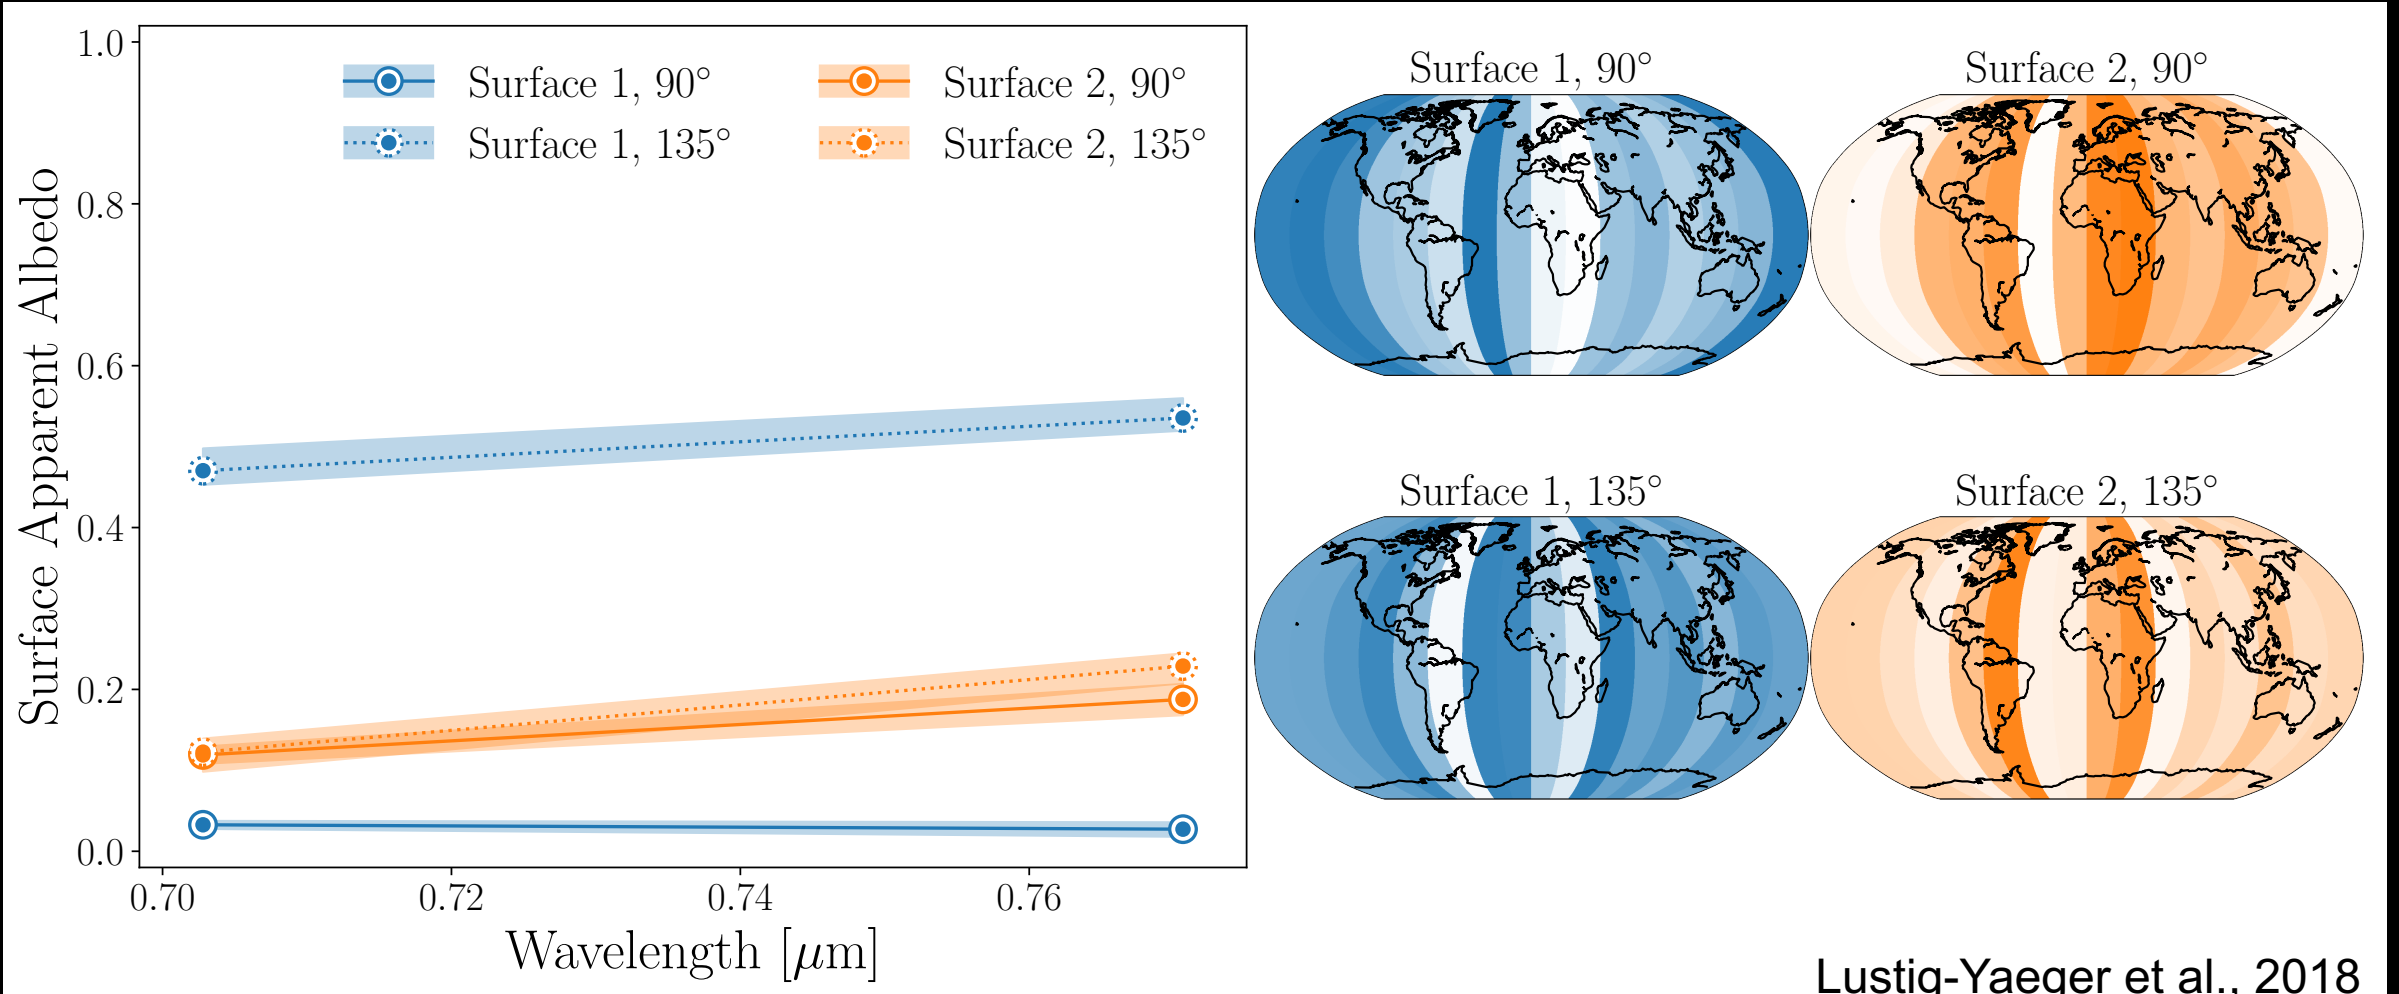 1.0
0.8
0.6
0.4
0.2
0.0
Surface Apparent Albedo
Surface 1, 90°
Surface 2, 90°
Surface 1, 135°
Surface 2, 135°
0.70 0.72 0.74 0.76
Wavelength [μm]
Surface 1, 90°
Surface 2, 90°
Surface 1, 135°
Surface 2, 135°
Lustig-Yaeger et al., 2018